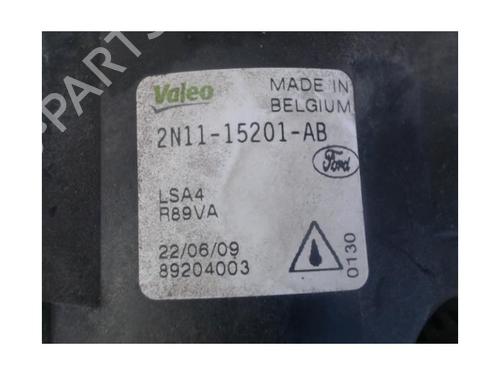 PARTS
Valeo
MADE IN
BELGIUM
2N11-15201-AB
Ford
LSA4
R89VA
22/06/09
89204003
0130